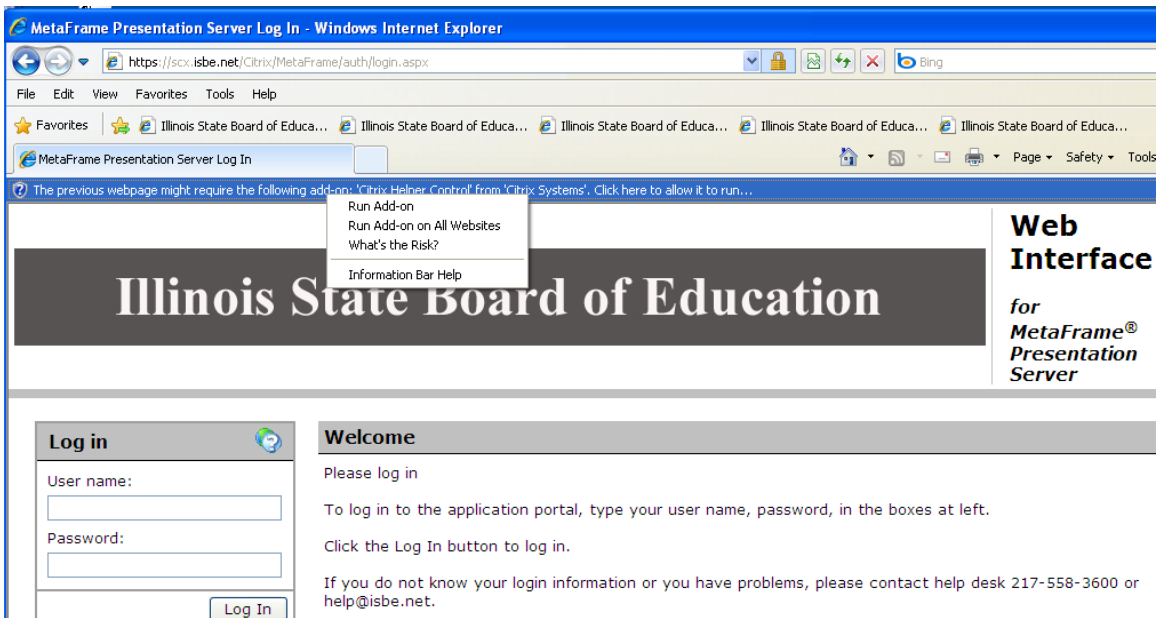 MetaFrame Presentation Server Log In - Windows Internet Explorer
https://scx.isbe.net/Citrix/MetaFrame/auth/login.aspx
Bing
File Edit View Favorites Tools Help
Favorites Illinois State Board of Educa... Illinois State Board of Educa... Illinois State Board of Educa... Illinois State Board of Educa... Illinois State Board of Educa...
MetaFrame Presentation Server Log In Page Safety Tools
The previous webpage might require the following add-on: 'Citrix Helper Control' from 'Citrix Systems'. Click here to allow it to run...
Run Add-on
Run Add-on on All Websites
What's the Risk?
Information Bar Help
Illinois State Board of Education
Web
Interface
for
MetaFrame®
Presentation
Server
Log in
User name:
Password:
Log In
Welcome
Please log in
To log in to the application portal, type your user name, password, in the boxes at left.
Click the Log In button to log in.
If you do not know your login information or you have problems, please contact help desk 217-558-3600 or
help@isbe.net.